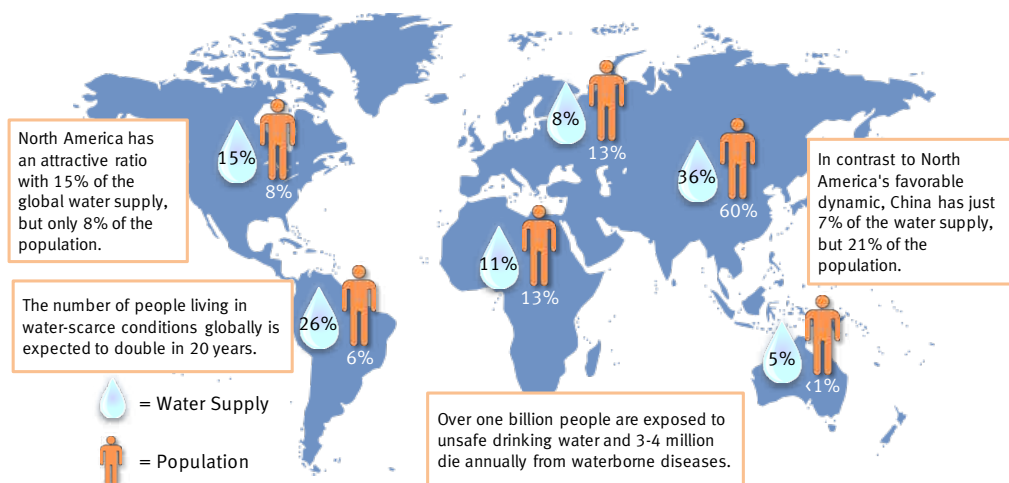 North America has
an attractive ratio
with 15% of the
global water supply,
but only 8% of the
population.
15%
8%
8%
13%
36%
60%
In contrast to North
America's favorable
dynamic, China has just
7% of the water supply,
but 21% of the
population.
11%
13%
The number of people living in
water-scarce conditions globally is
expected to double in 20 years.
26%
6%
5%
<1%
= Water Supply
= Population
Over one billion people are exposed to
unsafe drinking water and 3-4 million
die annually from waterborne diseases.